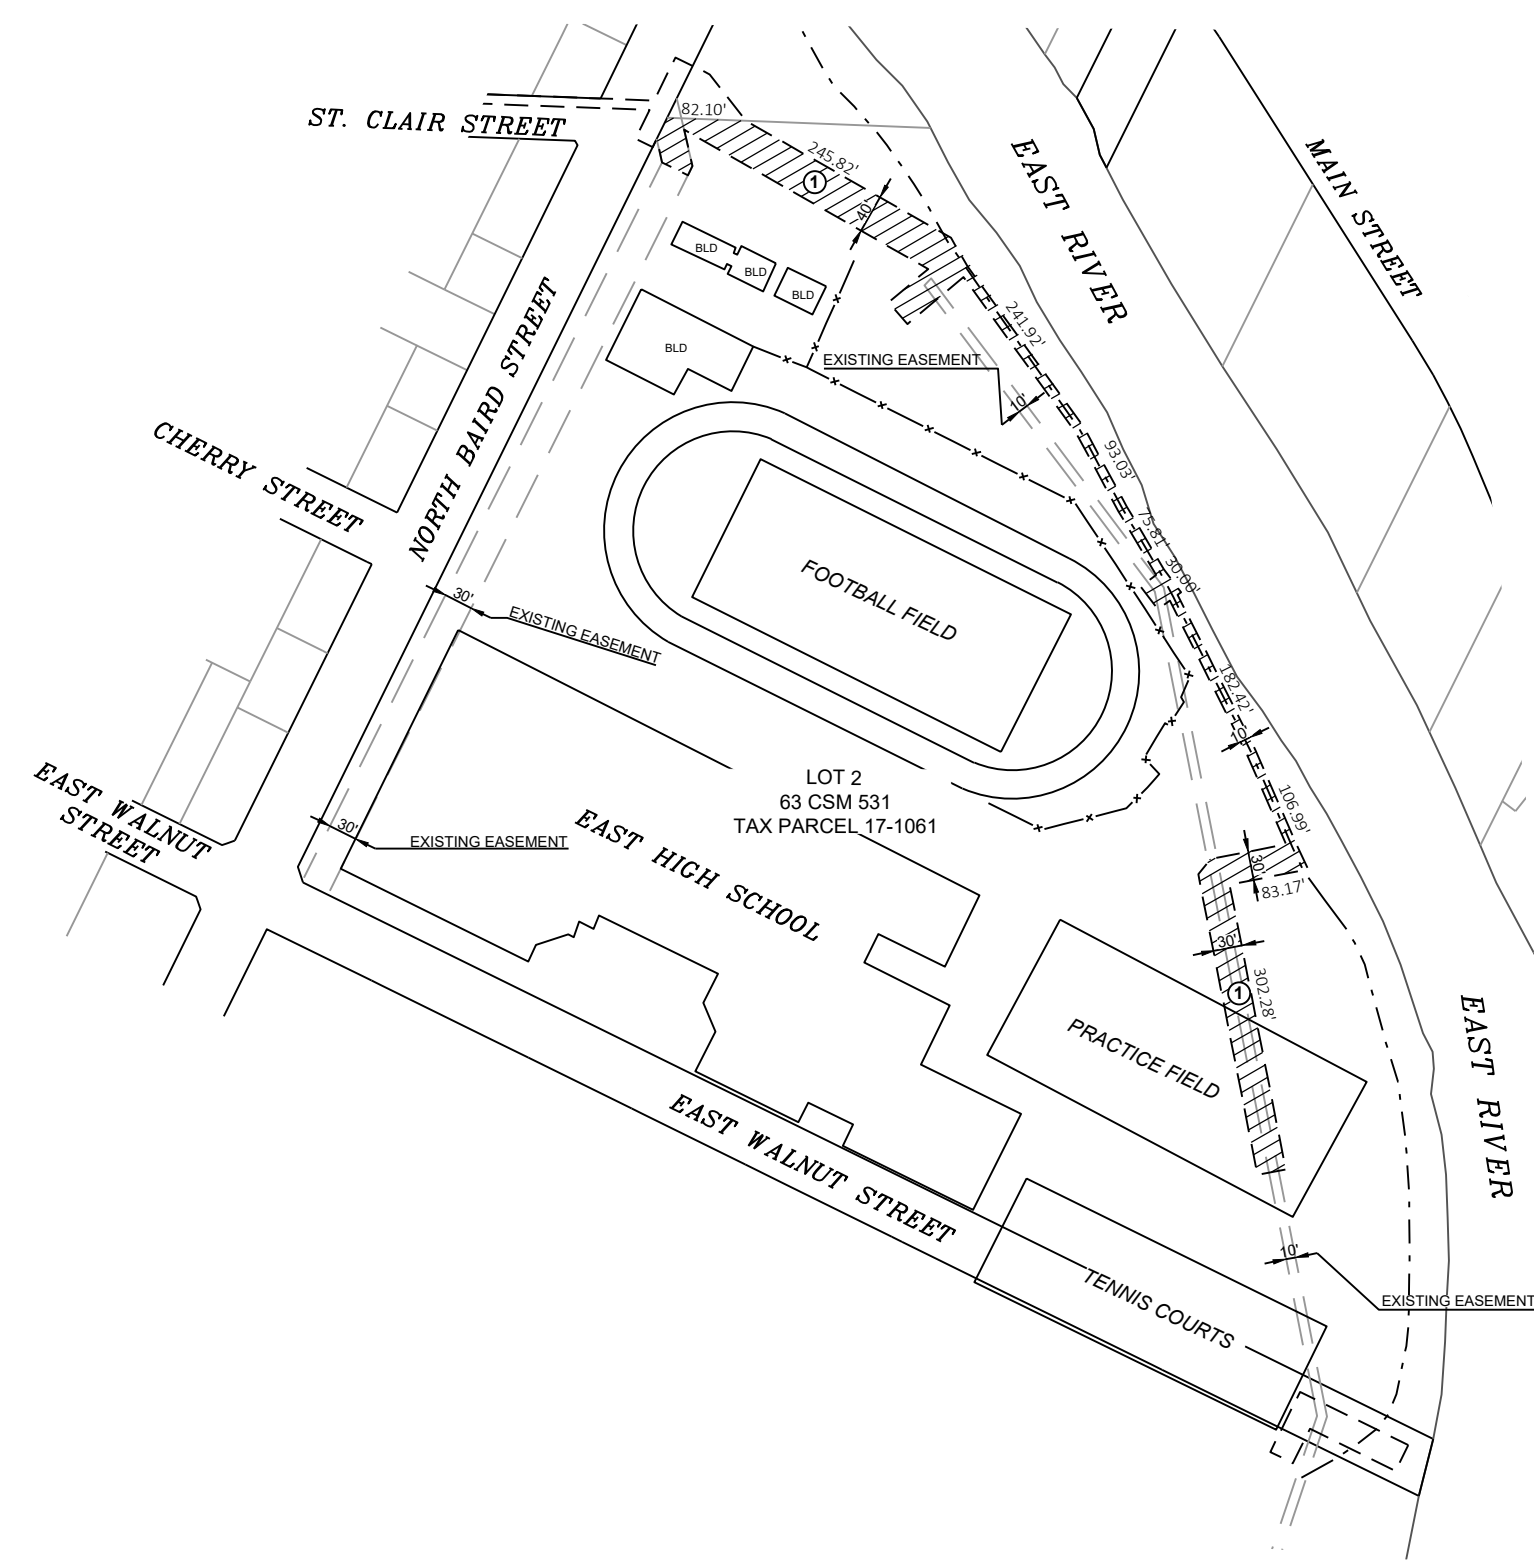 82.10'
ST. CLAIR STREET
245.82'
1
EAST RIVER
MAIN STREET
40'
BLD
BLD
BLD
BLD
241.92'
EXISTING EASEMENT
10'
NORTH BAIRD STREET
CHERRY STREET
93.03'
75.81'
30.00'
FOOTBALL FIELD
30'
EXISTING EASEMENT
182.42'
10'
LOT 2
63 CSM 531
TAX PARCEL 17-1061
106.99'
EAST WALNUT
STREET
30'
EXISTING EASEMENT
EAST HIGH SCHOOL
30'
83.17'
30'
302.28'
1
PRACTICE FIELD
EAST RIVER
EAST WALNUT STREET
10'
EXISTING EASEMENT
TENNIS COURTS